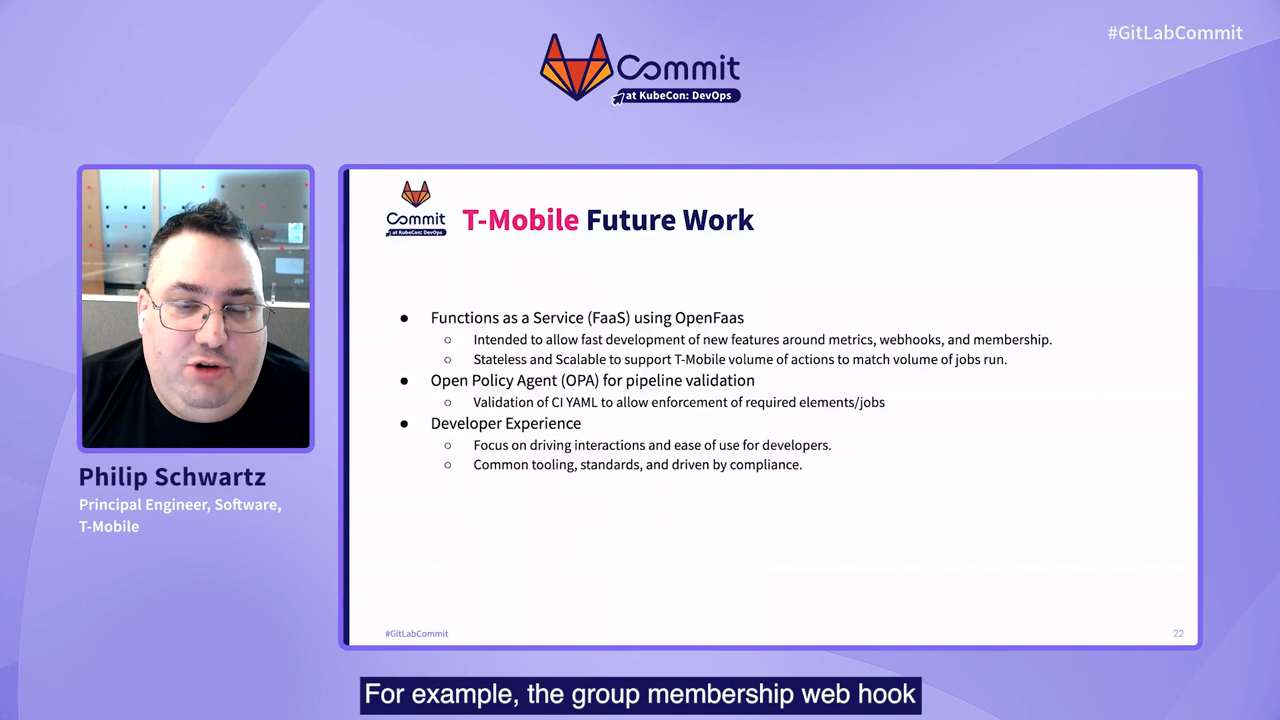 #GitLabCommit
Commit
at KubeCon: DevOps
Philip Schwartz
Principal Engineer, Software,
T-Mobile
Commit
at KubeCon: DevOps
T-Mobile Future Work
● Functions as a Service (FaaS) using OpenFaas
○ Intended to allow fast development of new features around metrics, webhooks, and membership.
○ Stateless and Scalable to support T-Mobile volume of actions to match volume of jobs run.
● Open Policy Agent (OPA) for pipeline validation
○ Validation of CI YAML to allow enforcement of required elements/jobs
● Developer Experience
○ Focus on driving interactions and ease of use for developers.
○ Common tooling, standards, and driven by compliance.
#GitLabCommit
22
For example, the group membership web hook